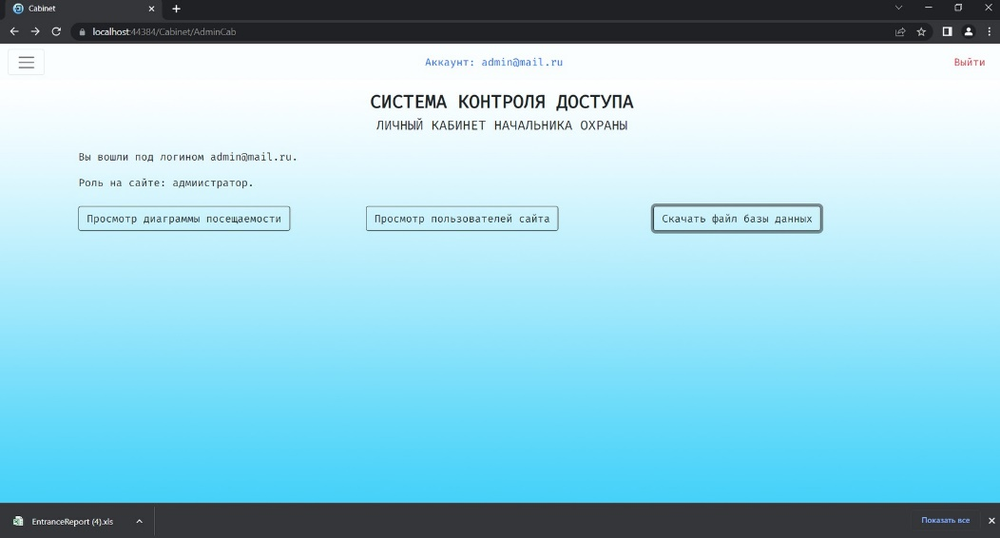 Cabinet
localhost:44384/Cabinet/AdminCab
Аккаунт: admin@mail.ru
Выйти
СИСТЕМА КОНТРОЛЯ ДОСТУПА
ЛИЧНЫЙ КАБИНЕТ НАЧАЛЬНИКА ОХРАНЫ
Вы вошли под логином admin@mail.ru.
Роль на сайте: админстратор.
Просмотр диаграммы посещаемости
Просмотр пользователей сайта
Скачать файл базы данных
EntranceReport (4).xls
Показать все